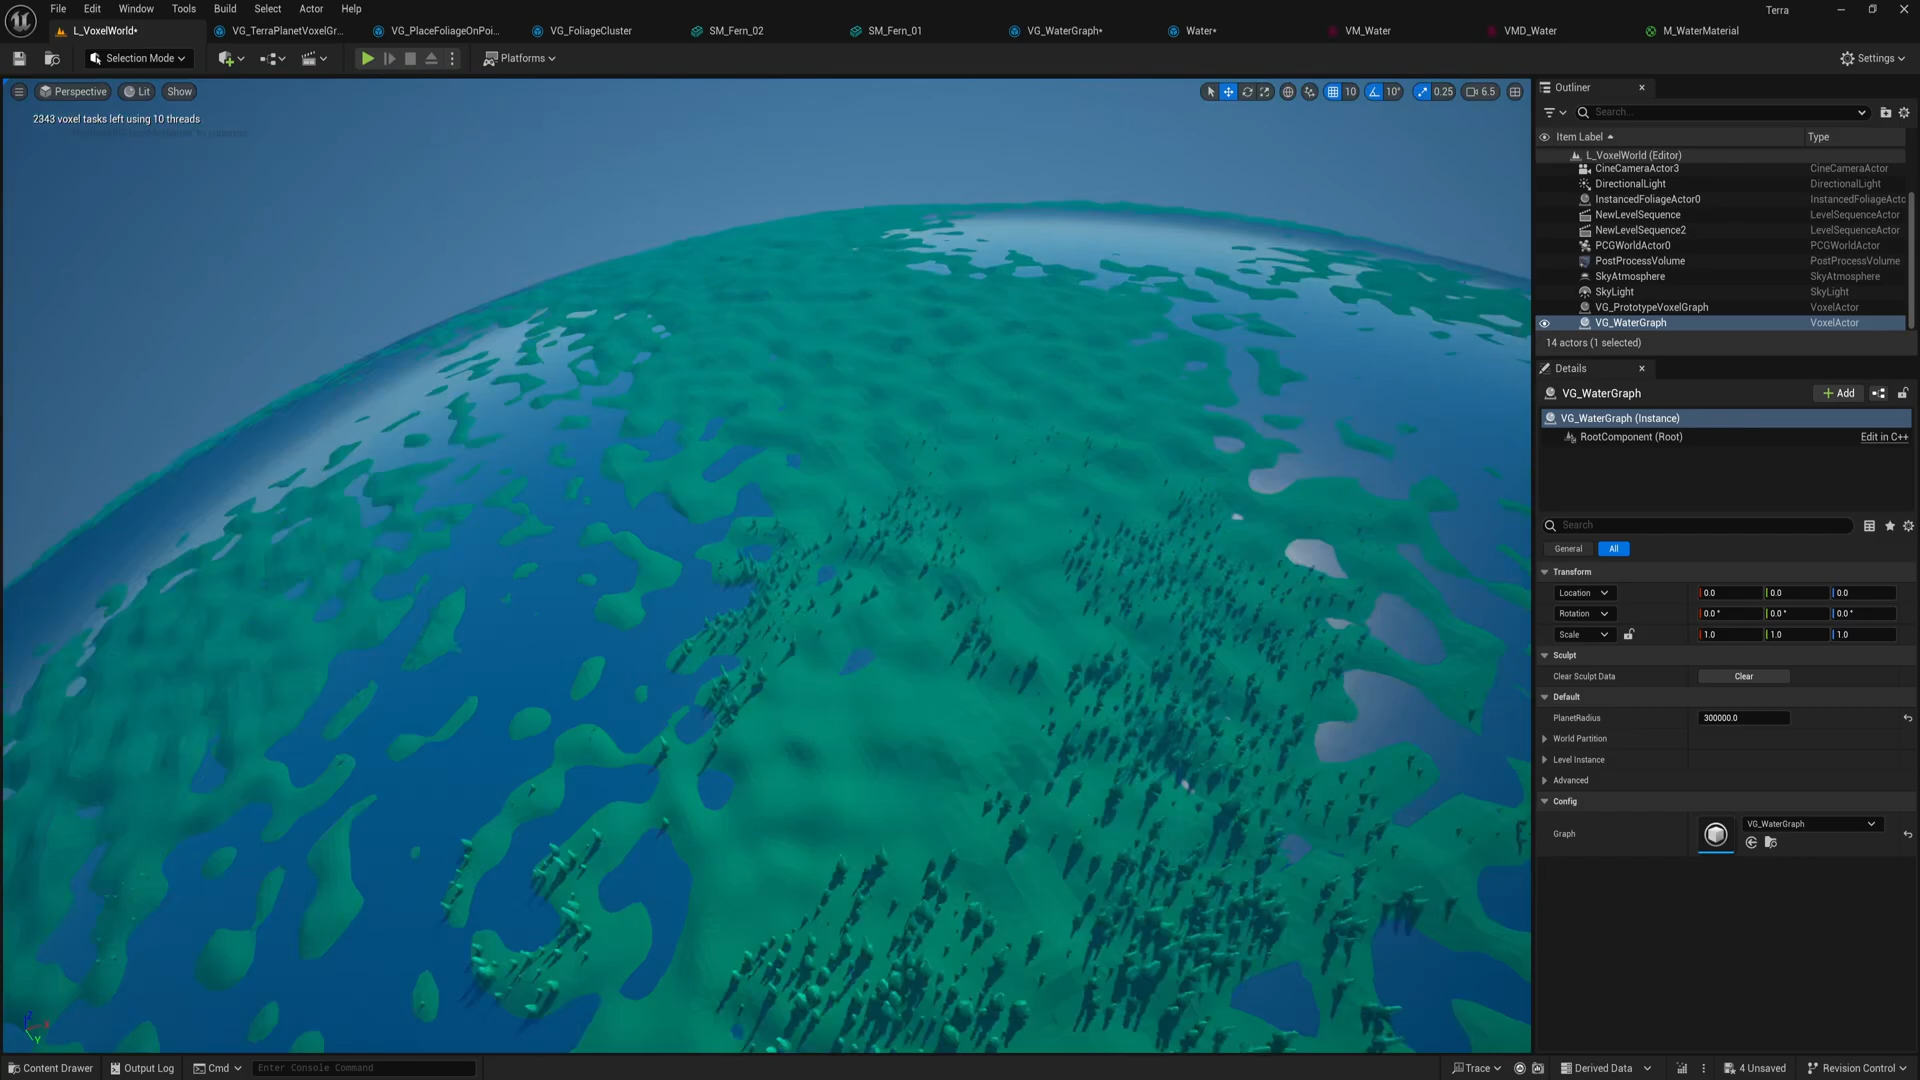 File Edit Window Tools Build Select Actor Help
Terra
L_VoxelWorld*
VG_TerraPlanetVoxelGr...
VG_PlaceFoliageOnPoi...
VG_FoliageCluster
SM_Fern_02
SM_Fern_01
VG_WaterGraph*
Water*
VM_Water
VMD_Water
M_WaterMaterial
Selection Mode
Platforms
Settings
Perspective
Lit
Show
10
10°
0.25
6.5
2343 voxel tasks left using 10 threads
Outliner
Search...
Item Label
Type
L_VoxelWorld (Editor)
CineCameraActor3 CineCameraActor
DirectionalLight DirectionalLight
InstancedFoliageActor0 InstancedFoliageActo
NewLevelSequence LevelSequenceActor
NewLevelSequence2 LevelSequenceActor
PCGWorldActor0 PCGWorldActor
PostProcessVolume PostProcessVolume
SkyAtmosphere SkyAtmosphere
SkyLight SkyLight
VG_PrototypeVoxelGraph VoxelActor
VG_WaterGraph VoxelActor
14 actors (1 selected)
Details
VG_WaterGraph
Add
VG_WaterGraph (Instance)
RootComponent (Root) Edit in C++
Search
General
All
Transform
Location 0.0 0.0 0.0
Rotation 0.0° 0.0° 0.0°
Scale 1.0 1.0 1.0
Sculpt
Clear Sculpt Data Clear
Default
PlanetRadius 300000.0
World Partition
Level Instance
Advanced
Config
Graph VG_WaterGraph
Z
X
Y
Content Drawer
Output Log
Cmd
Enter Console Command
Trace
Derived Data
4 Unsaved
Revision Control